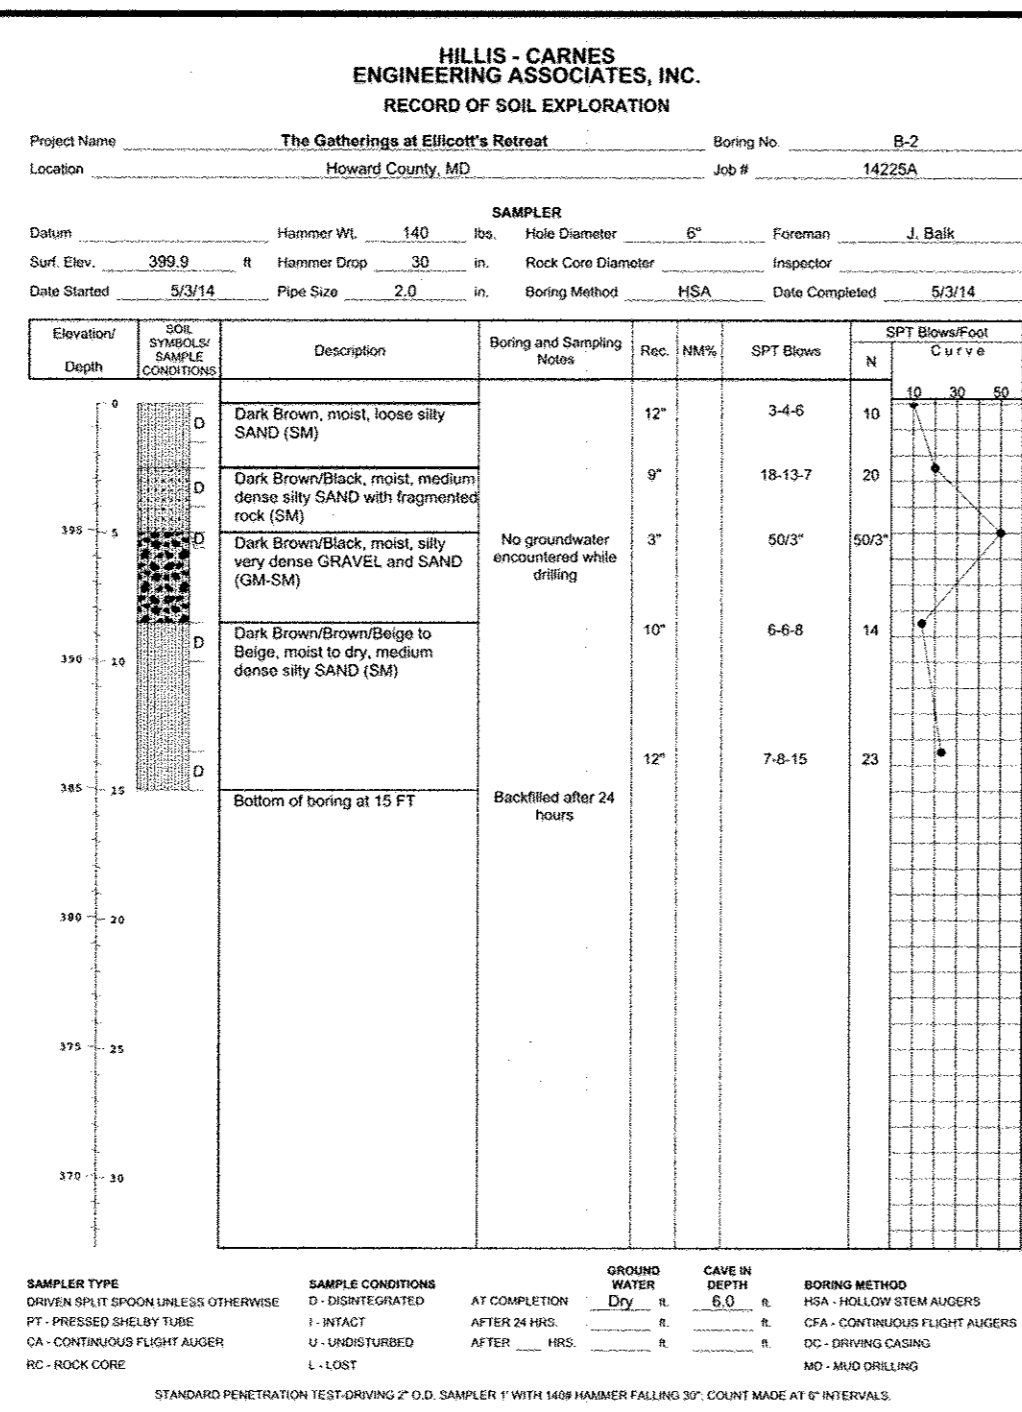 HILLIS - CARNES
ENGINEERING ASSOCIATES, INC.
RECORD OF SOIL EXPLORATION
Project Name The Gatherings at Ellicott's Retreat Boring No. B-2
Location Howard County, MD Job # 14225A
SAMPLER
Datum Hammer Wt. 140 lbs. Hole Diameter 6" Foreman J. Balk
Surf. Elev. 399.9 ft Hammer Drop 30 in. Rock Core Diameter Inspector
Date Started 5/3/14 Pipe Size 2.0 in. Boring Method HSA Date Completed 5/3/14
Elevation/ Depth SOIL SYMBOLS/ SAMPLE CONDITIONS Description Boring and Sampling Notes Rec. NM% SPT Blows SPT Blows/Foot
N Curve
10 30 50
0 D Dark Brown, moist, loose silty 12" 3-4-6 10
SAND (SM)
D Dark Brown/Black, moist, medium 9" 18-13-7 20
dense silty SAND with fragmented
rock (SM)
395 5 D Dark Brown/Black, moist, silty No groundwater 3" 50/3" 50/3"
very dense GRAVEL and SAND encountered while
(GM-SM) drilling
D Dark Brown/Brown/Beige to 10" 6-6-8 14
390 10 Beige, moist to dry, medium
dense silty SAND (SM)
D 12" 7-8-15 23
385 15 Bottom of boring at 15 FT Backfilled after 24
hours
380 20
375 25
370 30
GROUND CAVE IN
SAMPLER TYPE SAMPLE CONDITIONS WATER DEPTH BORING METHOD
DRIVEN SPLIT SPOON UNLESS OTHERWISE D - DISINTEGRATED AT COMPLETION Dry ft. 6.0 ft. HSA - HOLLOW STEM AUGERS
PT - PRESSED SHELBY TUBE I - INTACT AFTER 24 HRS. ft. ft. CFA - CONTINUOUS FLIGHT AUGERS
CA - CONTINUOUS FLIGHT AUGER U - UNDISTURBED AFTER HRS. ft. ft. DC - DRIVING CASING
RC - ROCK CORE L - LOST MD - MUD DRILLING
STANDARD PENETRATION TEST-DRIVING 2" O.D. SAMPLER 1' WITH 140# HAMMER FALLING 30"; COUNT MADE AT 6" INTERVALS.